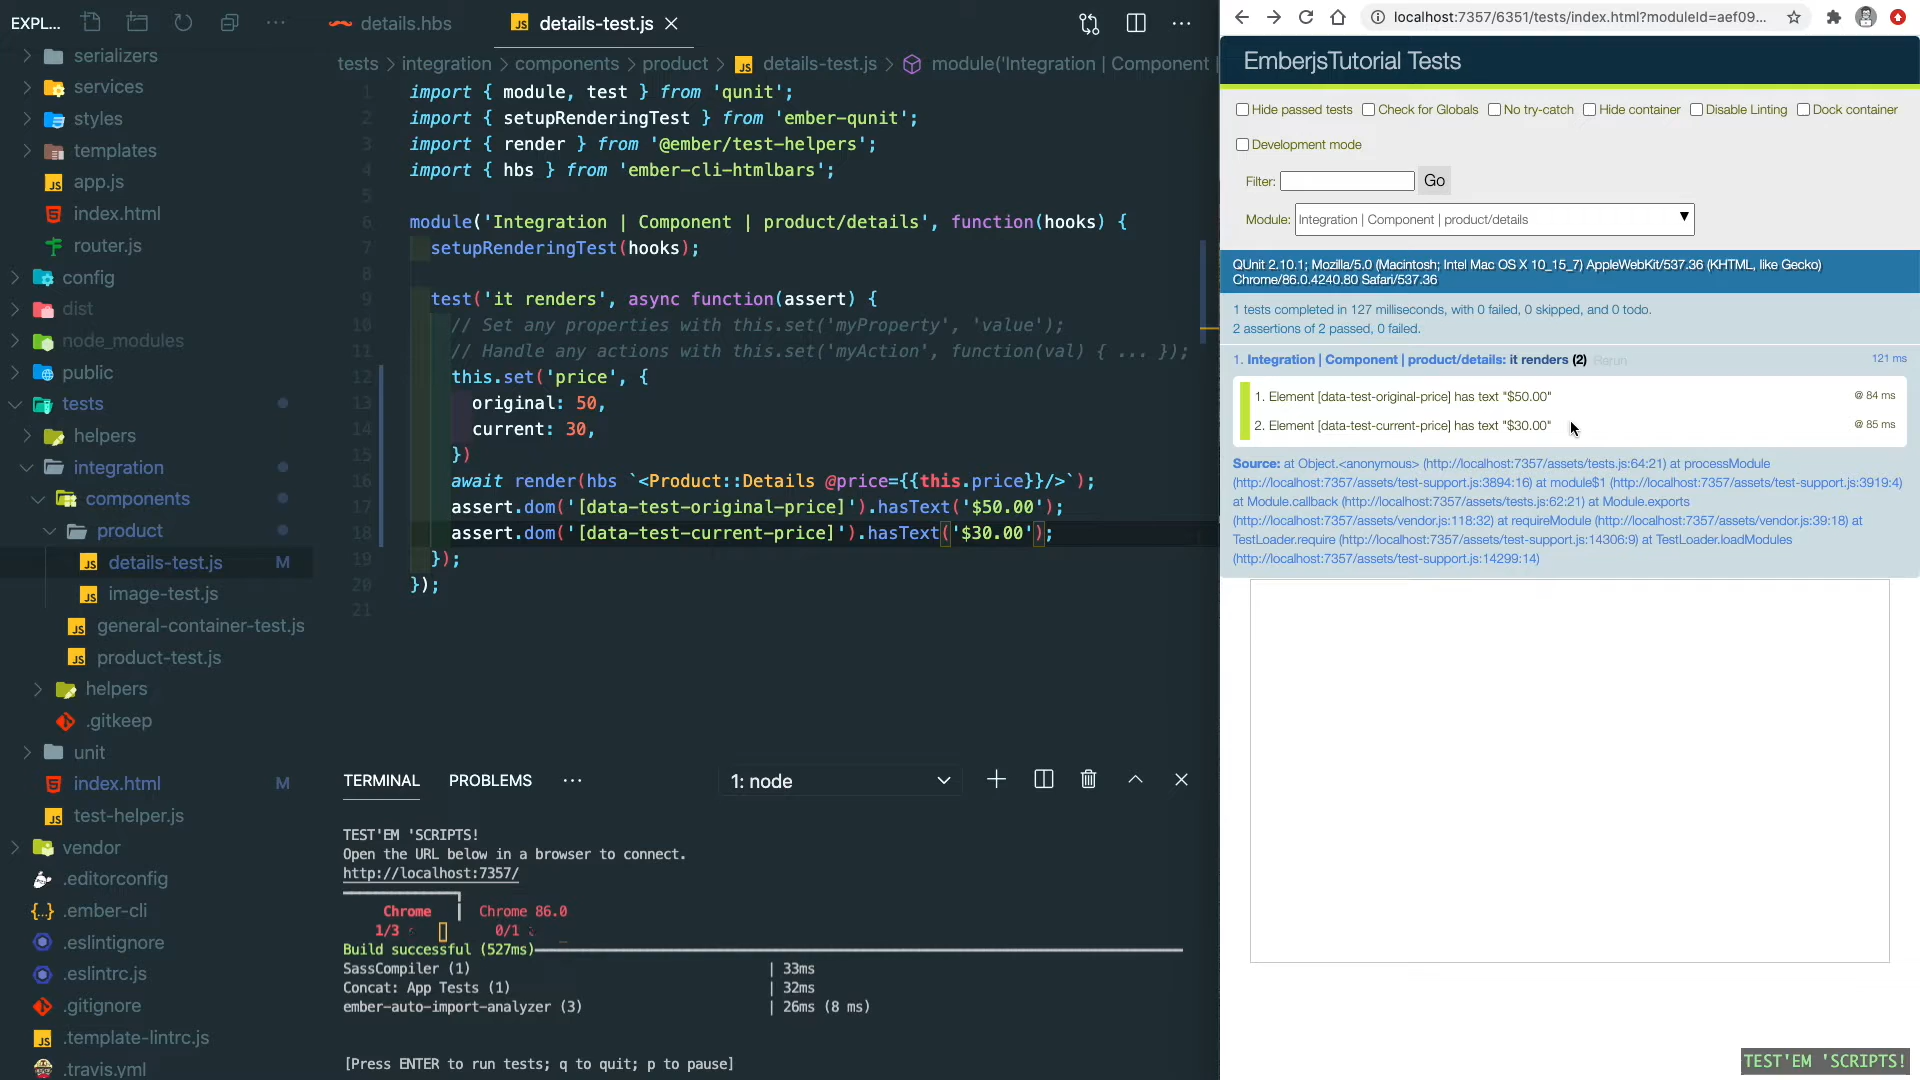 EXPL...
serializers
services
styles
templates
app.js
index.html
router.js
config
dist
node_modules
public
tests
helpers
integration
components
product
details-test.js M
image-test.js
general-container-test.js
product-test.js
helpers
.gitkeep
unit
index.html M
test-helper.js
vendor
.editorconfig
.ember-cli
.eslintignore
.eslintrc.js
.gitignore
.template-lintrc.js
.travis.yml
details.hbs
details-test.js
tests > integration > components > product > details-test.js > module('Integration | Component |
1 import { module, test } from 'qunit';
2 import { setupRenderingTest } from 'ember-qunit';
3 import { render } from '@ember/test-helpers';
4 import { hbs } from 'ember-cli-htmlbars';
5
6 module('Integration | Component | product/details', function(hooks) {
7 setupRenderingTest(hooks);
8
9 test('it renders', async function(assert) {
10 // Set any properties with this.set('myProperty', 'value');
11 // Handle any actions with this.set('myAction', function(val) { ... });
12 this.set('price', {
13 original: 50,
14 current: 30,
15 })
16 await render(hbs `<Product::Details @price={{this.price}}/>`);
17 assert.dom('[data-test-original-price]').hasText('$50.00');
18 assert.dom('[data-test-current-price]').hasText('$30.00');
19 });
20 });
21
TERMINAL PROBLEMS ... 1: node
TEST'EM 'SCRIPTS!
Open the URL below in a browser to connect.
http://localhost:7357/
Chrome Chrome 86.0
1/3 0/1
Build successful (527ms)
SassCompiler (1) | 33ms
Concat: App Tests (1) | 32ms
ember-auto-import-analyzer (3) | 26ms (8 ms)
[Press ENTER to run tests; q to quit; p to pause]
localhost:7357/6351/tests/index.html?moduleId=aef09...
EmberjsTutorial Tests
Hide passed tests Check for Globals No try-catch Hide container Disable Linting Dock container
Development mode
Filter: Go
Module: Integration | Component | product/details
QUnit 2.10.1; Mozilla/5.0 (Macintosh; Intel Mac OS X 10_15_7) AppleWebKit/537.36 (KHTML, like Gecko)
Chrome/86.0.4240.80 Safari/537.36
1 tests completed in 127 milliseconds, with 0 failed, 0 skipped, and 0 todo.
2 assertions of 2 passed, 0 failed.
1. Integration | Component | product/details: it renders (2) Rerun 121 ms
1. Element [data-test-original-price] has text "$50.00" @ 84 ms
2. Element [data-test-current-price] has text "$30.00" @ 85 ms
Source: at Object.<anonymous> (http://localhost:7357/assets/tests.js:64:21) at processModule
(http://localhost:7357/assets/test-support.js:3894:16) at module$1 (http://localhost:7357/assets/test-support.js:3919:4)
at Module.callback (http://localhost:7357/assets/tests.js:62:21) at Module.exports
(http://localhost:7357/assets/vendor.js:118:32) at requireModule (http://localhost:7357/assets/vendor.js:39:18) at
TestLoader.require (http://localhost:7357/assets/test-support.js:14306:9) at TestLoader.loadModules
(http://localhost:7357/assets/test-support.js:14299:14)
TEST'EM 'SCRIPTS!